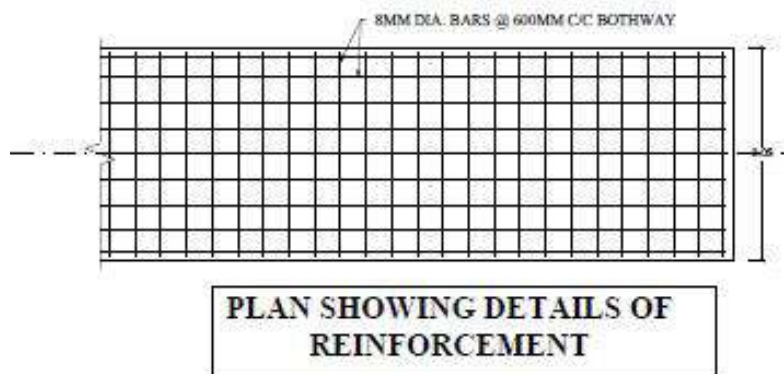 8MM DIA. BARS @ 600MM C/C BOTHWAY
PLAN SHOWING DETAILS OF
REINFORCEMENT